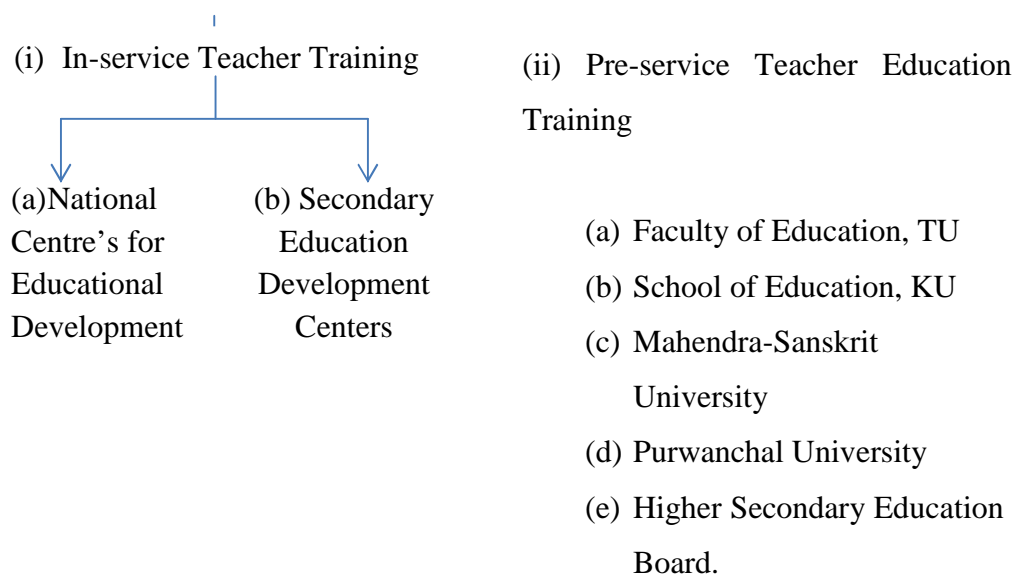 (i) In-service Teacher Training
(a)National
Centre's for
Educational
Development
(b) Secondary
Education
Development
Centers
(ii) Pre-service Teacher Education
Training
(a) Faculty of Education, TU
(b) School of Education, KU
(c) Mahendra-Sanskrit
University
(d) Purwanchal University
(e) Higher Secondary Education
Board.